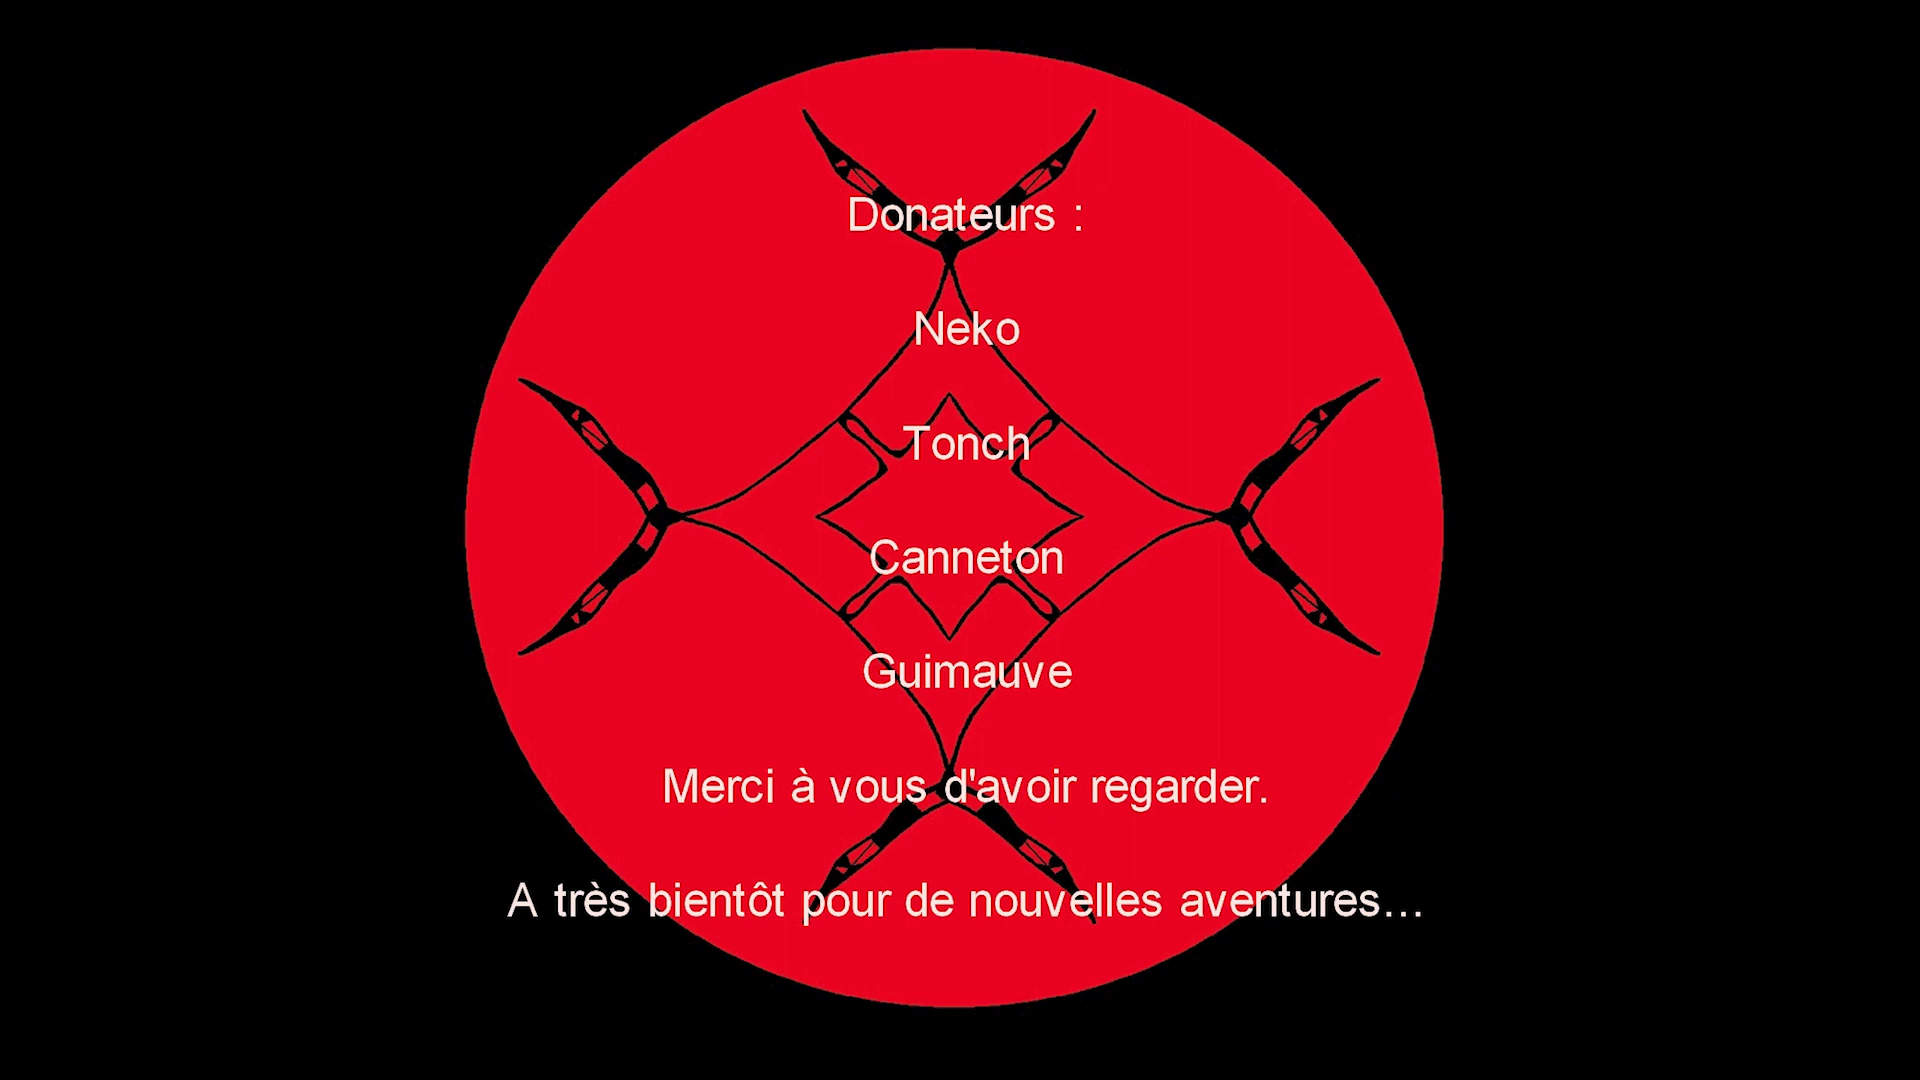 Donateurs :
Neko
Tonch
Canneton
Guimauve
Merci à vous d'avoir regarder.
A très bientôt pour de nouvelles aventures...